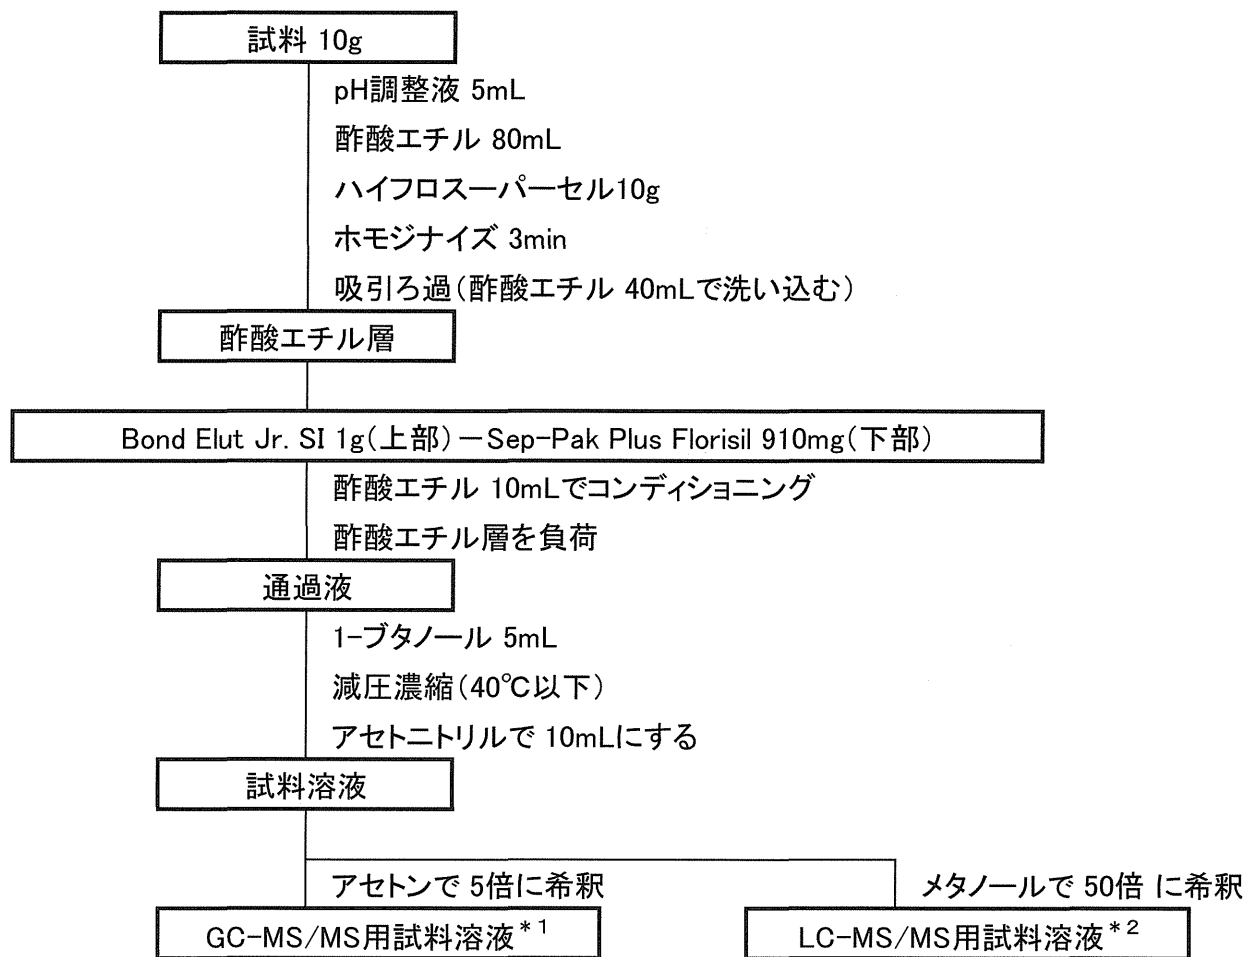 試料 10g
pH調整液 5mL
酢酸エチル 80mL
ハイフロスーパーセル10g
ホモジナイズ 3min
吸引ろ過(酢酸エチル 40mLで洗い込む)
酢酸エチル層
Bond Elut Jr. SI 1g(上部)-Sep-Pak Plus Florisil 910mg(下部)
酢酸エチル 10mLでコンディショニング
酢酸エチル層を負荷
通過液
1-ブタノール 5mL
減圧濃縮(40℃以下)
アセトニトリルで 10mLにする
試料溶液
アセトンで 5倍に希釈
メタノールで 50倍 に希釈
GC-MS/MS用試料溶液*1
LC-MS/MS用試料溶液*2